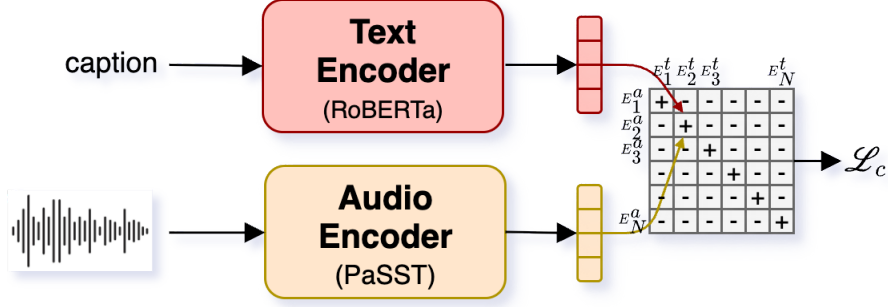 caption
Text
Encoder
(RoBERTa)
Audio
Encoder
(PaSST)
E^t_1 E^t_2 E^t_3 E^t_N
E^a_1 + - - - - -
E^a_2 - + - - - -
E^a_3 - - + - - -
- - - + - -
- - - - + -
E^a_N - - - - - +
ℒ_c